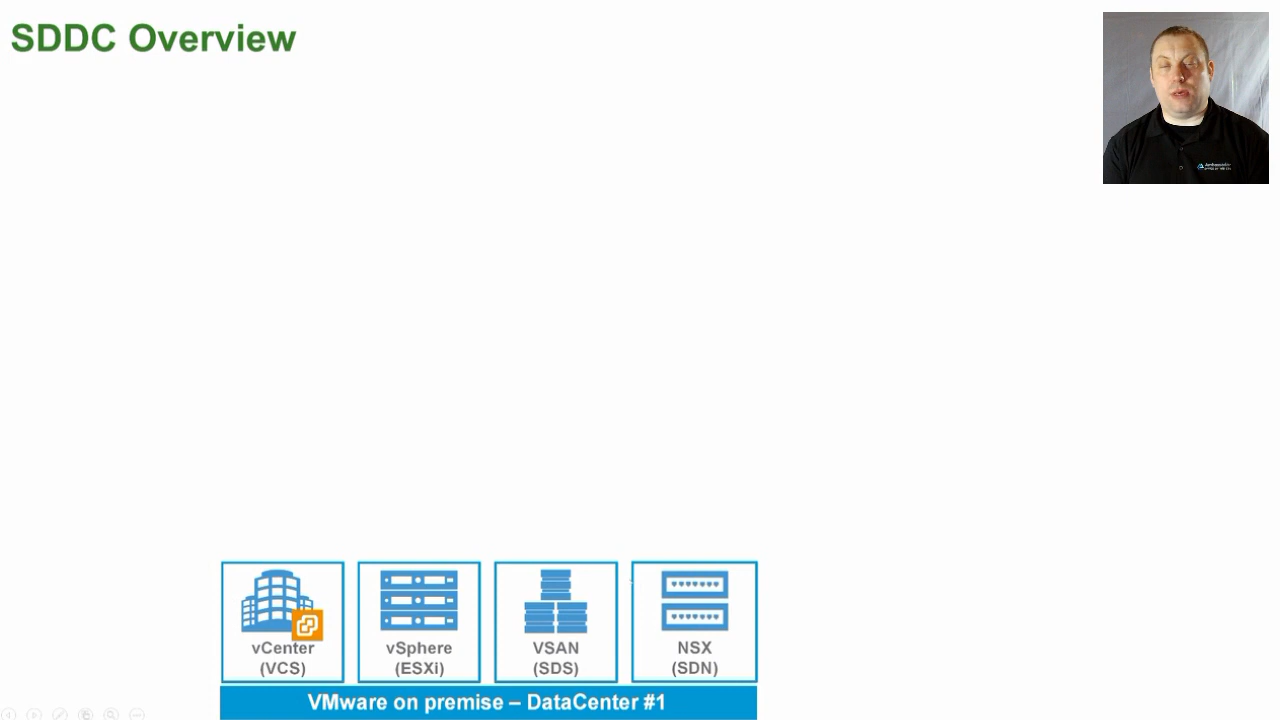 SDDC Overview
vCenter
(VCS)
vSphere
(ESXi)
VSAN
(SDS)
NSX
(SDN)
VMware on premise – DataCenter #1